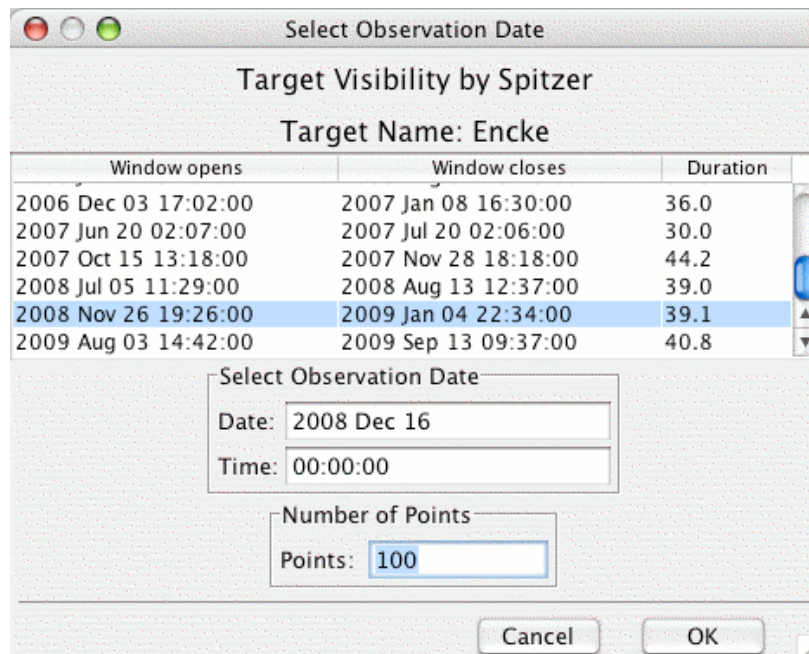 Select Observation Date
Target Visibility by Spitzer
Target Name: Encke
Window opens Window closes Duration
2006 Dec 03 17:02:00 2007 Jan 08 16:30:00 36.0
2007 Jun 20 02:07:00 2007 Jul 20 02:06:00 30.0
2007 Oct 15 13:18:00 2007 Nov 28 18:18:00 44.2
2008 Jul 05 11:29:00 2008 Aug 13 12:37:00 39.0
2008 Nov 26 19:26:00 2009 Jan 04 22:34:00 39.1
2009 Aug 03 14:42:00 2009 Sep 13 09:37:00 40.8
Select Observation Date
Date: 2008 Dec 16
Time: 00:00:00
Number of Points
Points: 100
Cancel OK